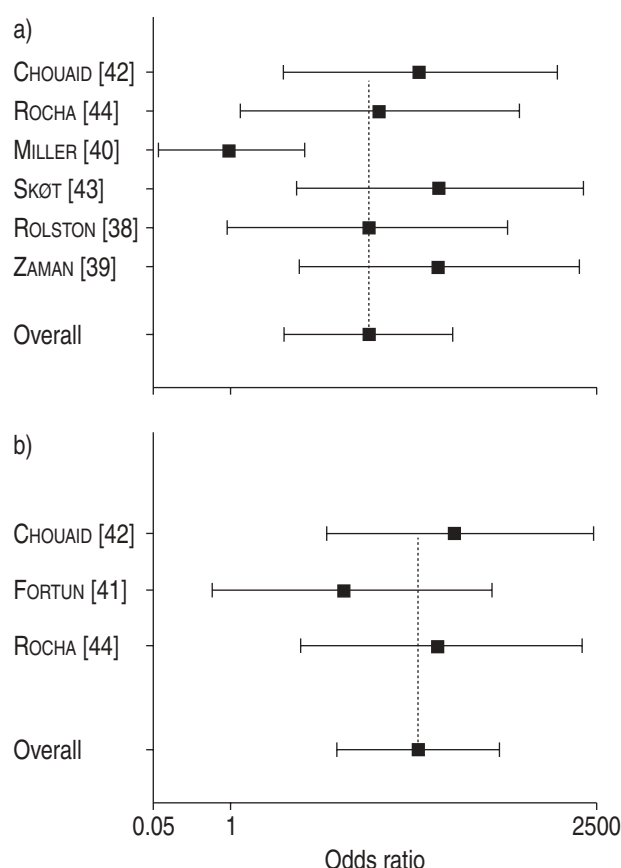 a)
CHOUAID [42]
ROCHA [44]
MILLER [40]
SKØT [43]
ROLSTON [38]
ZAMAN [39]
Overall
b)
CHOUAID [42]
FORTUN [41]
ROCHA [44]
Overall
0.05 1 2500
Odds ratio